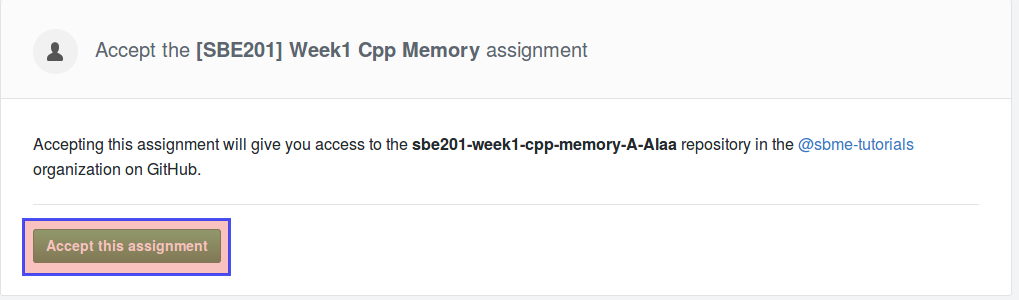 Accept the [SBE201] Week1 Cpp Memory assignment
Accepting this assignment will give you access to the sbe201-week1-cpp-memory-A-Alaa repository in the @sbme-tutorials
organization on GitHub.
Accept this assignment